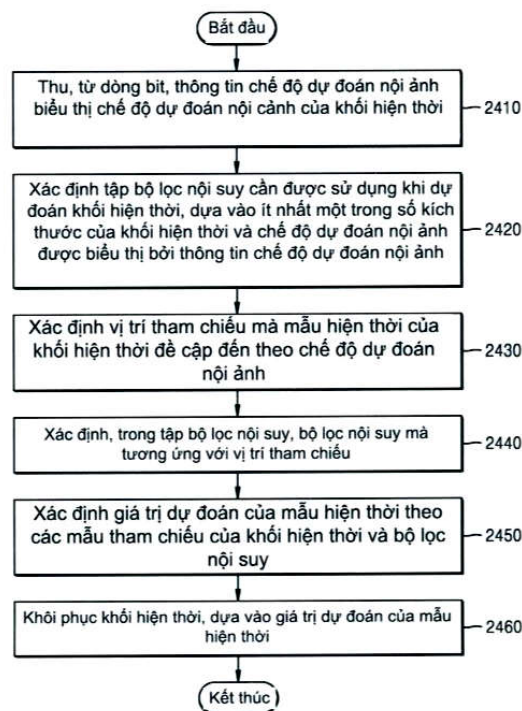 Bắt đầu
Thu, từ dòng bit, thông tin chế độ dự đoán nội ảnh
biểu thị chế độ dự đoán nội cảnh của khối hiện thời
2410
Xác định tập bộ lọc nội suy cần được sử dụng khi dự
đoán khối hiện thời, dựa vào ít nhất một trong số kích
thước của khối hiện thời và chế độ dự đoán nội ảnh
được biểu thị bởi thông tin chế độ dự đoán nội ảnh
2420
Xác định vị trí tham chiếu mà mẫu hiện thời của
khối hiện thời đề cập đến theo chế độ dự đoán
nội ảnh
2430
Xác định, trong tập bộ lọc nội suy, bộ lọc nội suy mà
tương ứng với vị trí tham chiếu
2440
Xác định giá trị dự đoán của mẫu hiện thời theo
các mẫu tham chiếu của khối hiện thời và bộ lọc
nội suy
2450
Khôi phục khối hiện thời, dựa vào giá trị dự đoán của mẫu
hiện thời
2460
Kết thúc